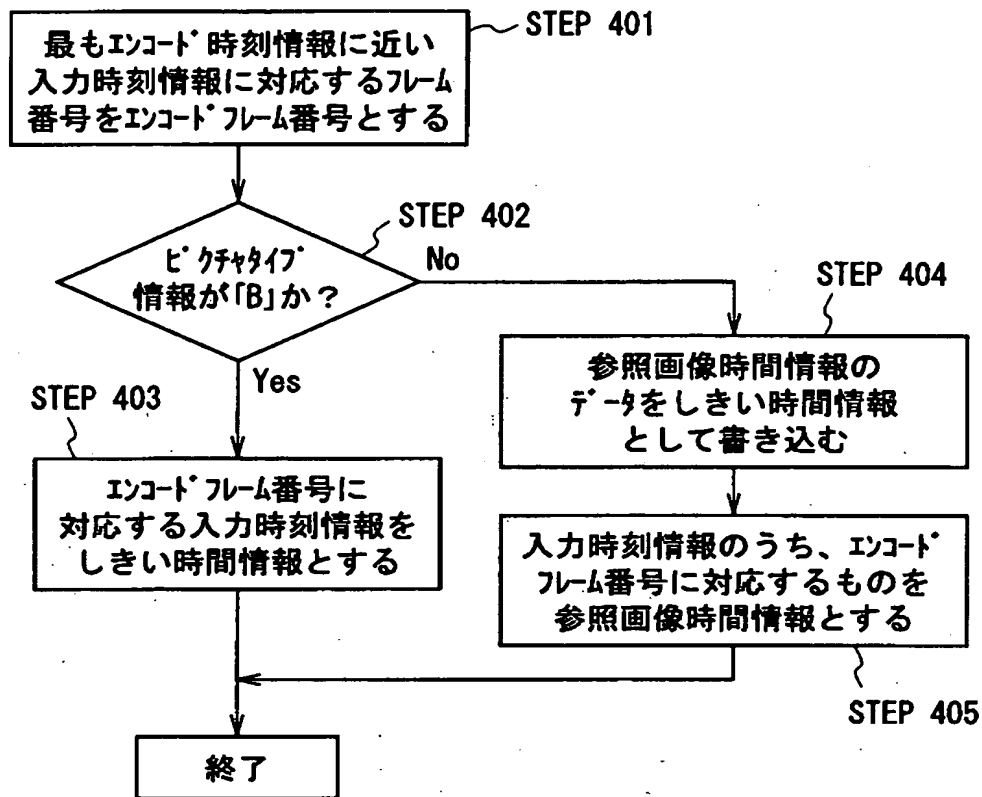 STEP 401
最もｴﾝｺｰﾄﾞ時刻情報に近い
入力時刻情報に対応するﾌﾚｰﾑ
番号をｴﾝｺｰﾄﾞﾌﾚｰﾑ番号とする
STEP 402
ﾋﾟｸﾁｬﾀｲﾌﾟ
情報が｢B｣か？
No
Yes
STEP 403
ｴﾝｺｰﾄﾞﾌﾚｰﾑ番号に
対応する入力時刻情報を
しきい時間情報とする
STEP 404
参照画像時間情報の
ﾃﾞｰﾀをしきい時間情報
として書き込む
入力時刻情報のうち、ｴﾝｺｰﾄﾞ
ﾌﾚｰﾑ番号に対応するものを
参照画像時間情報とする
STEP 405
終了